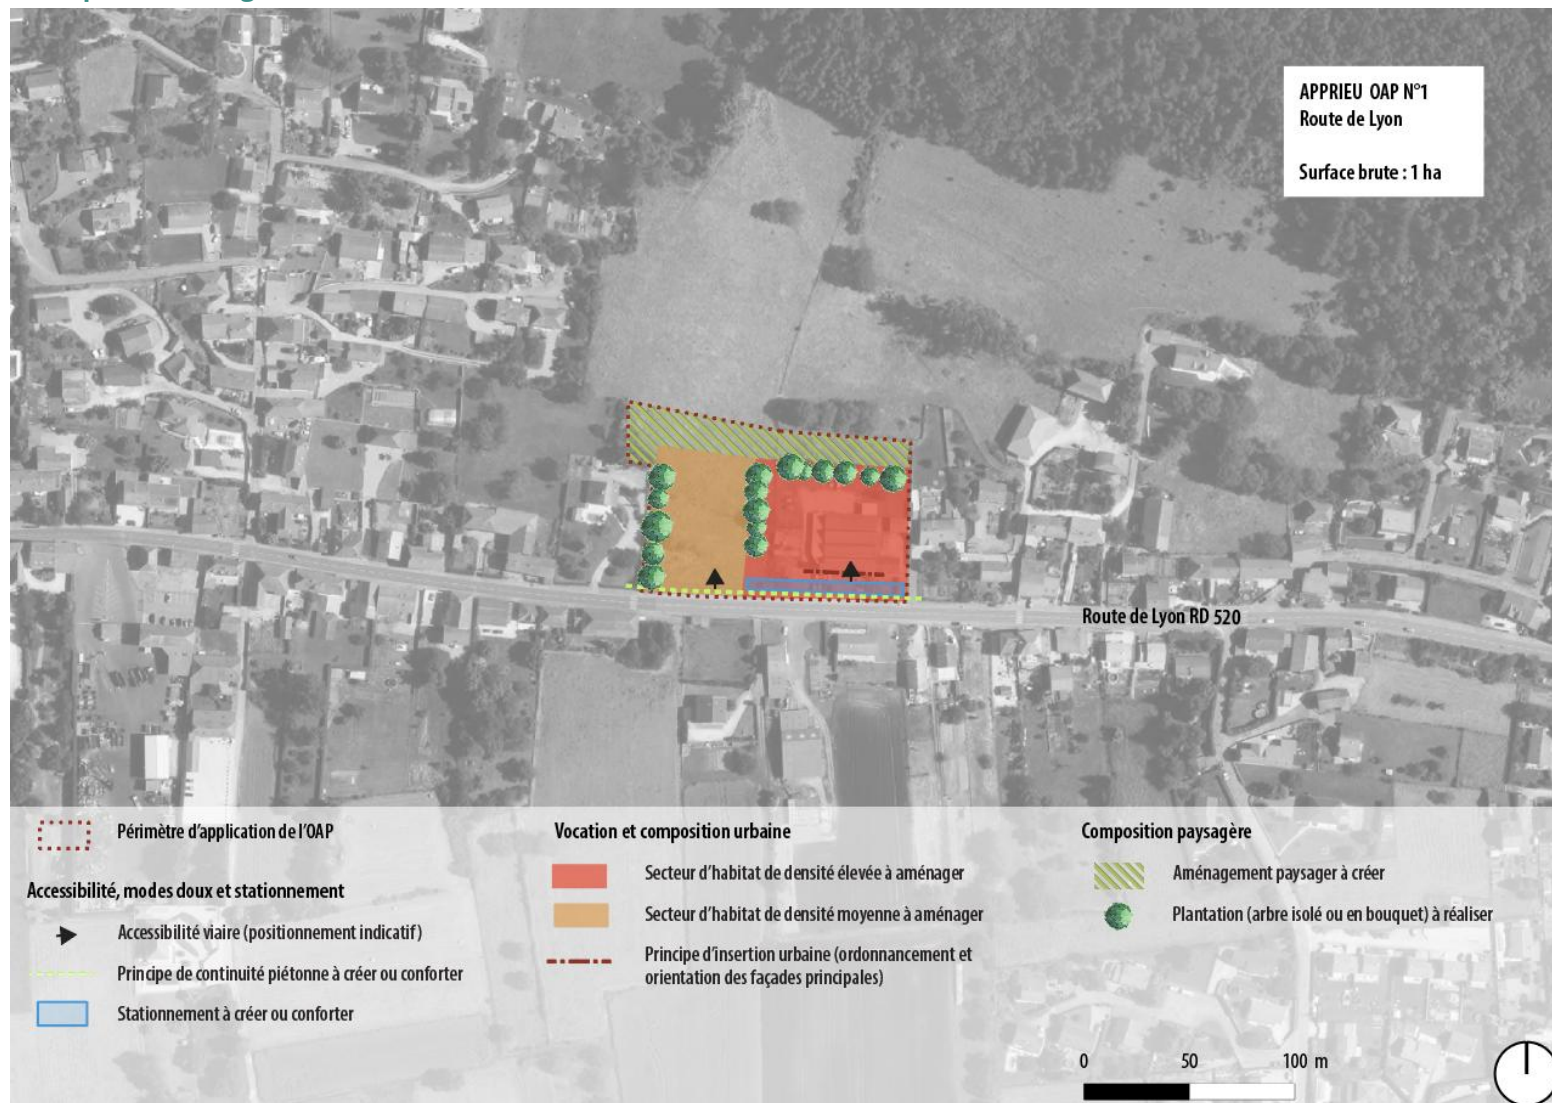 APPRIEU OAP N°1
Route de Lyon
Surface brute : 1 ha
Route de Lyon RD 520
Périmètre d'application de l'OAP
Accessibilité, modes doux et stationnement
Accessibilité viaire (positionnement indicatif)
Principe de continuité piétonne à créer ou conforter
Stationnement à créer ou conforter
Vocation et composition urbaine
Secteur d'habitat de densité élevée à aménager
Secteur d'habitat de densité moyenne à aménager
Principe d'insertion urbaine (ordonnancement et
orientation des façades principales)
Composition paysagère
Aménagement paysager à créer
Plantation (arbre isolé ou en bouquet) à réaliser
0 50 100 m